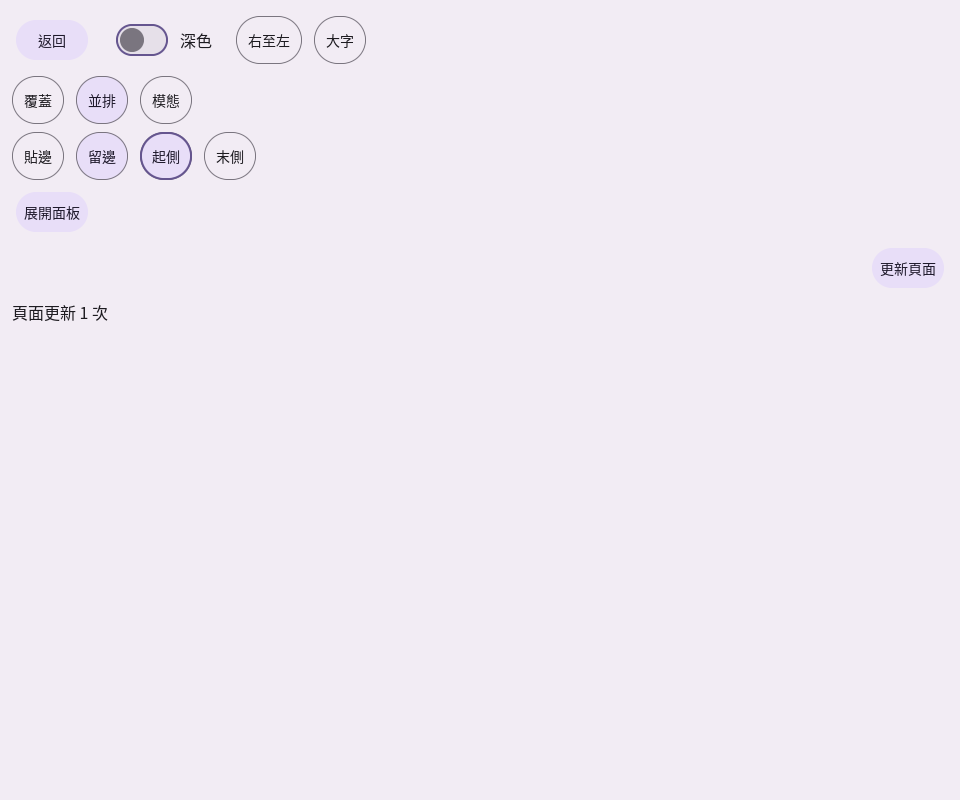 返回 深色 右至左 大字
覆蓋 並排 模態
貼邊 留邊 起側 末側
展開面板
更新頁面
頁面更新 1 次